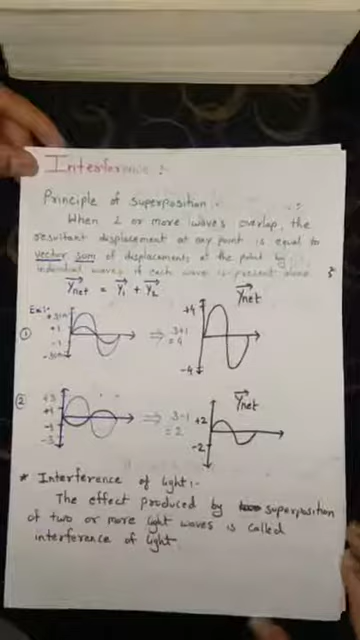 Interference :-
Principle of superposition :-
When 2 or more waves overlap, the
resultant displacement at any point is equal to
vector sum of displacements at the point by
individual waves if each wave is present alone
Ynet = Y1 + Y2
Ex:-
①
+3
+1
-1
-3
⇒ 3+1
= 4
+4
-4
Ynet
②
+3
+1
-1
-3
⇒ 3-1
= 2
+2
-2
Ynet
* Interference of light :-
The effect produced by superposition
of two or more light waves is called
interference of light.